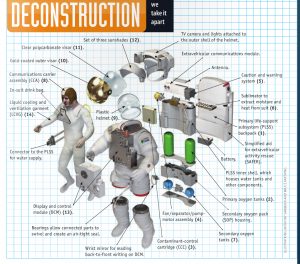 DECONSTRUCTION
we
take it
apart
Set of three sunshades (12).
Clear polycarbonate visor (11).
Gold-coated outer visor (10).
Communications carrier
assembly (CCA) (8).
In-suit drink bag.
Liquid cooling and
ventilation garment
(LCVG) (14).
Plastic
helmet (9).
Connector to the PLSS
for water supply.
Display and control
module (DCM) (13).
Bearings allow connected parts to
swivel and create an air-tight seal.
Wrist mirror for reading
back-to-front writing on DCM.
TV camera and lights attached to
the outer shell of the helmet.
Extravehicular communications module.
Antenna.
Caution and warning
system (5).
Sublimator to
extract moisture and
heat from suit (6).
Primary life-support
subsystem (PLSS)
backpack (1).
Simplified aid for
extravehicular activity
rescue (SAFER).
Battery.
PLSS inner shell, which
houses water tanks and
other components.
Primary oxygen tanks (2).
Secondary oxygen pack
(SOP) housing.
Secondary oxygen
tanks (7).
Fan/separator/pump
motor assembly (4).
Contaminant-control
cartridge (CCC) (3).